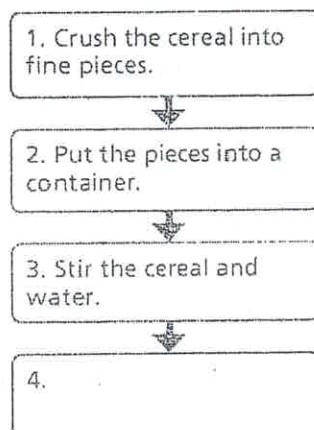 1. Crush the cereal into
fine pieces.
2. Put the pieces into a
container.
3. Stir the cereal and
water.
4.